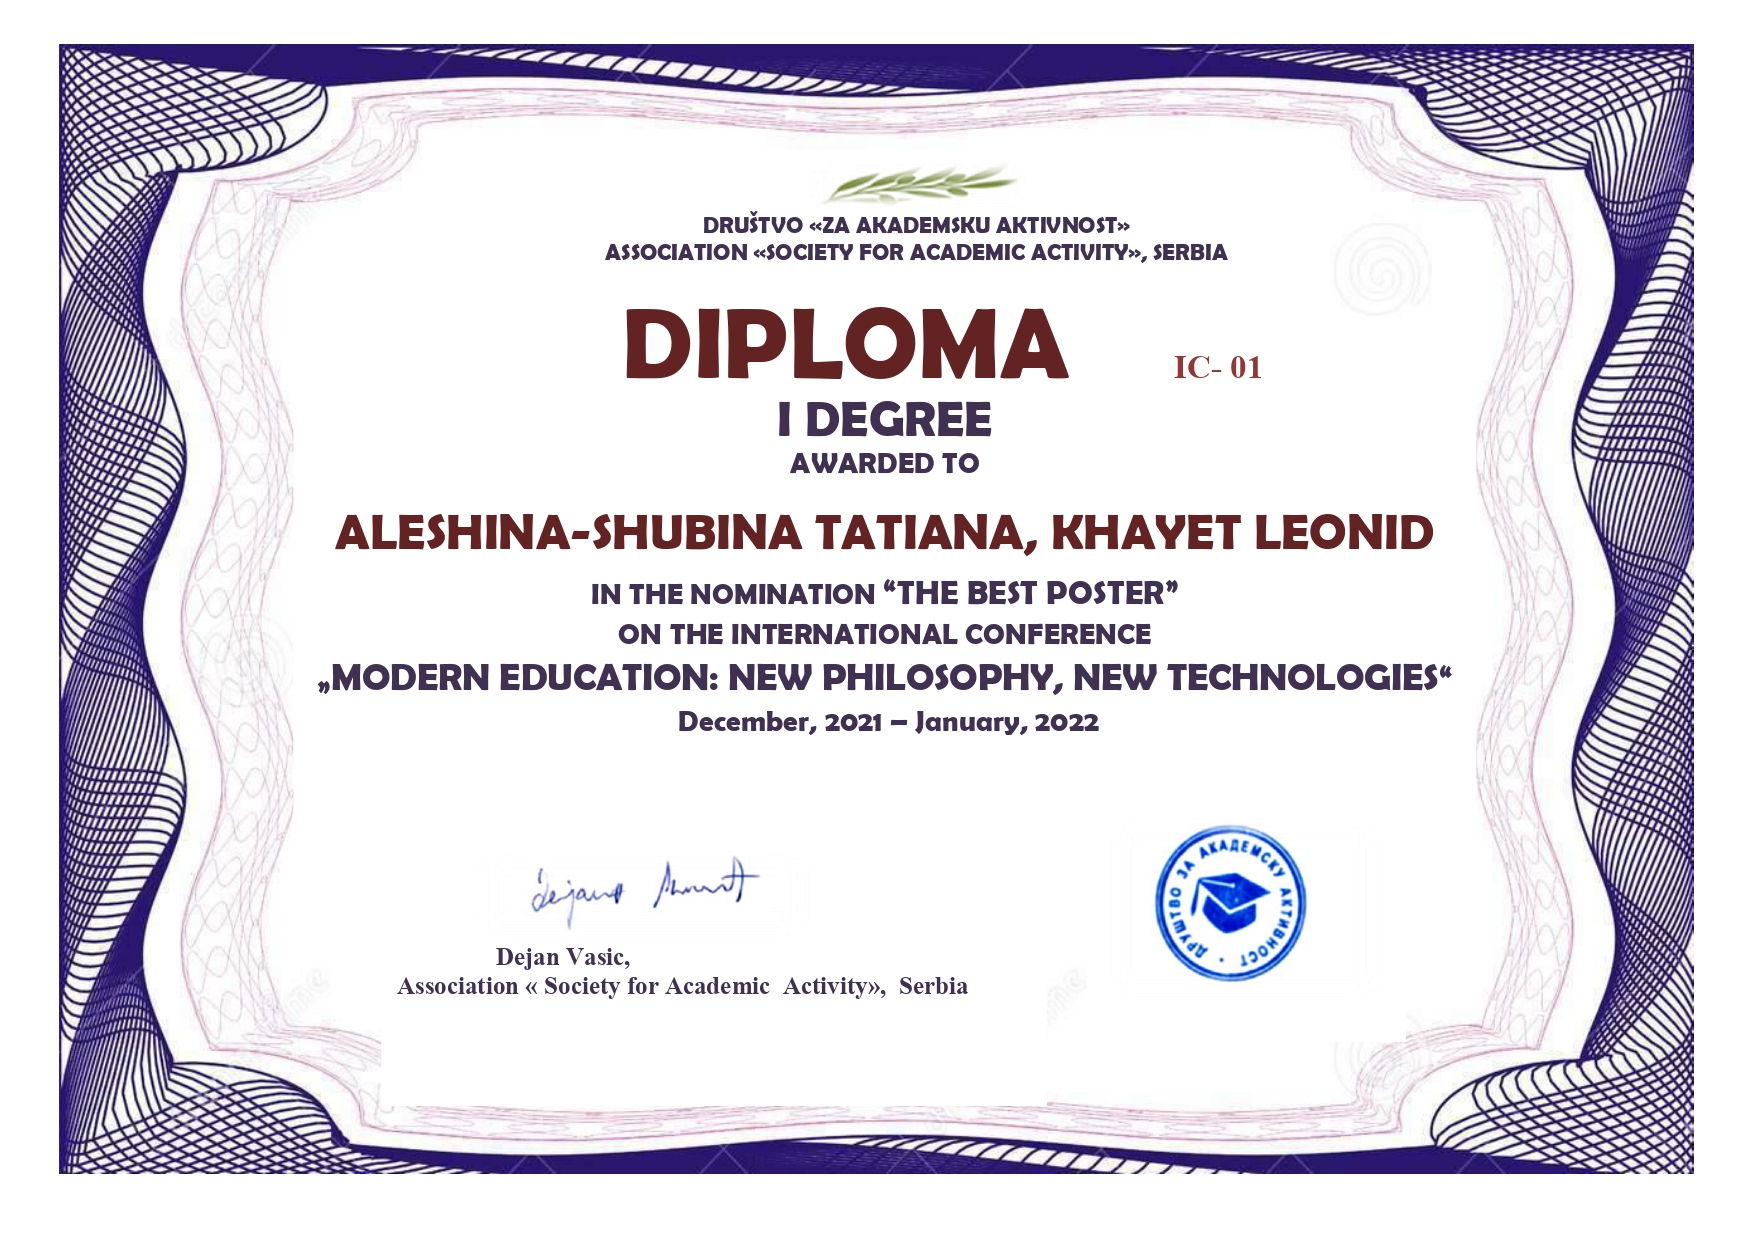 DRUŠTVO «ZA AKADEMSKU AKTIVNOST»
ASSOCIATION «SOCIETY FOR ACADEMIC ACTIVITY», SERBIA
DIPLOMA
IC- 01
I DEGREE
AWARDED TO
ALESHINA-SHUBINA TATIANA, KHAYET LEONID
IN THE NOMINATION “THE BEST POSTER”
ON THE INTERNATIONAL CONFERENCE
„MODERN EDUCATION: NEW PHILOSOPHY, NEW TECHNOLOGIES“
December, 2021 – January, 2022
Dejan Vasic,
Association « Society for Academic Activity», Serbia
ДРУШТВО ЗА АКАДЕМСКУ АКТИВНОСТ